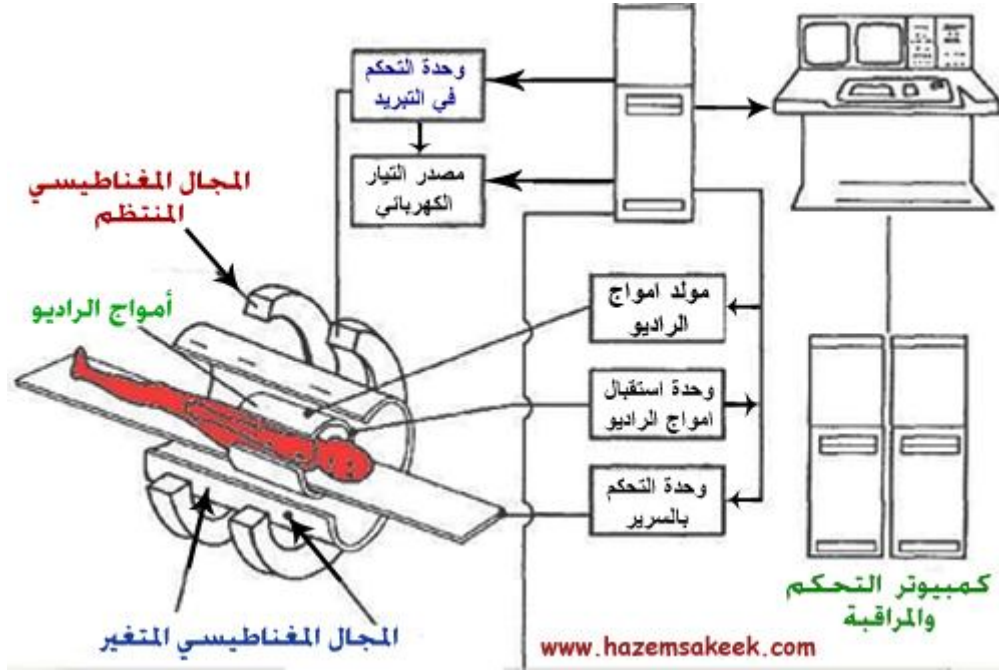 وحدة التحكم
في التبريد
مصدر التيار
الكهربائي
المجال المغناطيسي
المنتظم
أمواج الراديو
مولد امواج
الراديو
وحدة استقبال
امواج الراديو
وحدة التحكم
بالسرير
كمبيوتر التحكم
والمراقبة
المجال المغناطيسي المتغير
www.hazemsakeek.com